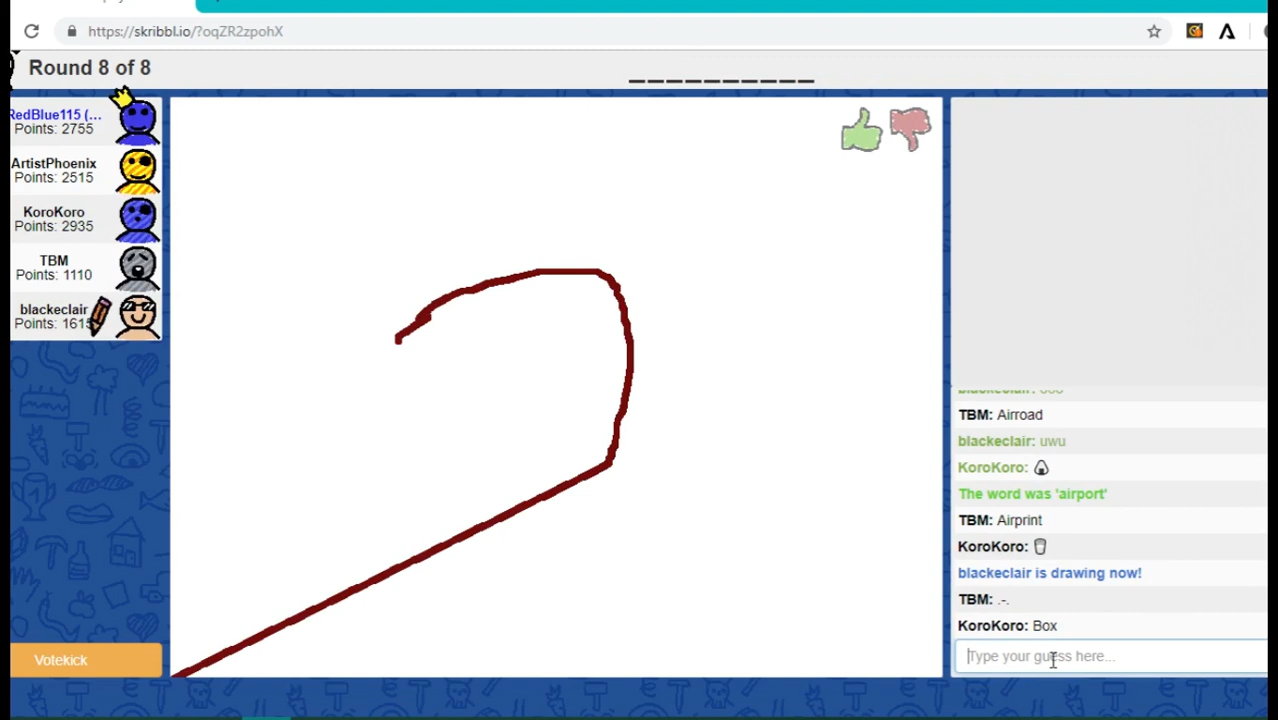 https://skribbl.io/?oqZR2zpohX
Round 8 of 8
__________
RedBlue115 (...
Points: 2755
ArtistPhoenix
Points: 2515
KoroKoro
Points: 2935
TBM
Points: 1110
blackeclair
Points: 1615
Votekick
TBM: Airroad
blackeclair: uwu
KoroKoro: 🍙
The word was 'airport'
TBM: Airprint
KoroKoro: 🥛
blackeclair is drawing now!
TBM: .-.
KoroKoro: Box
Type your guess here...